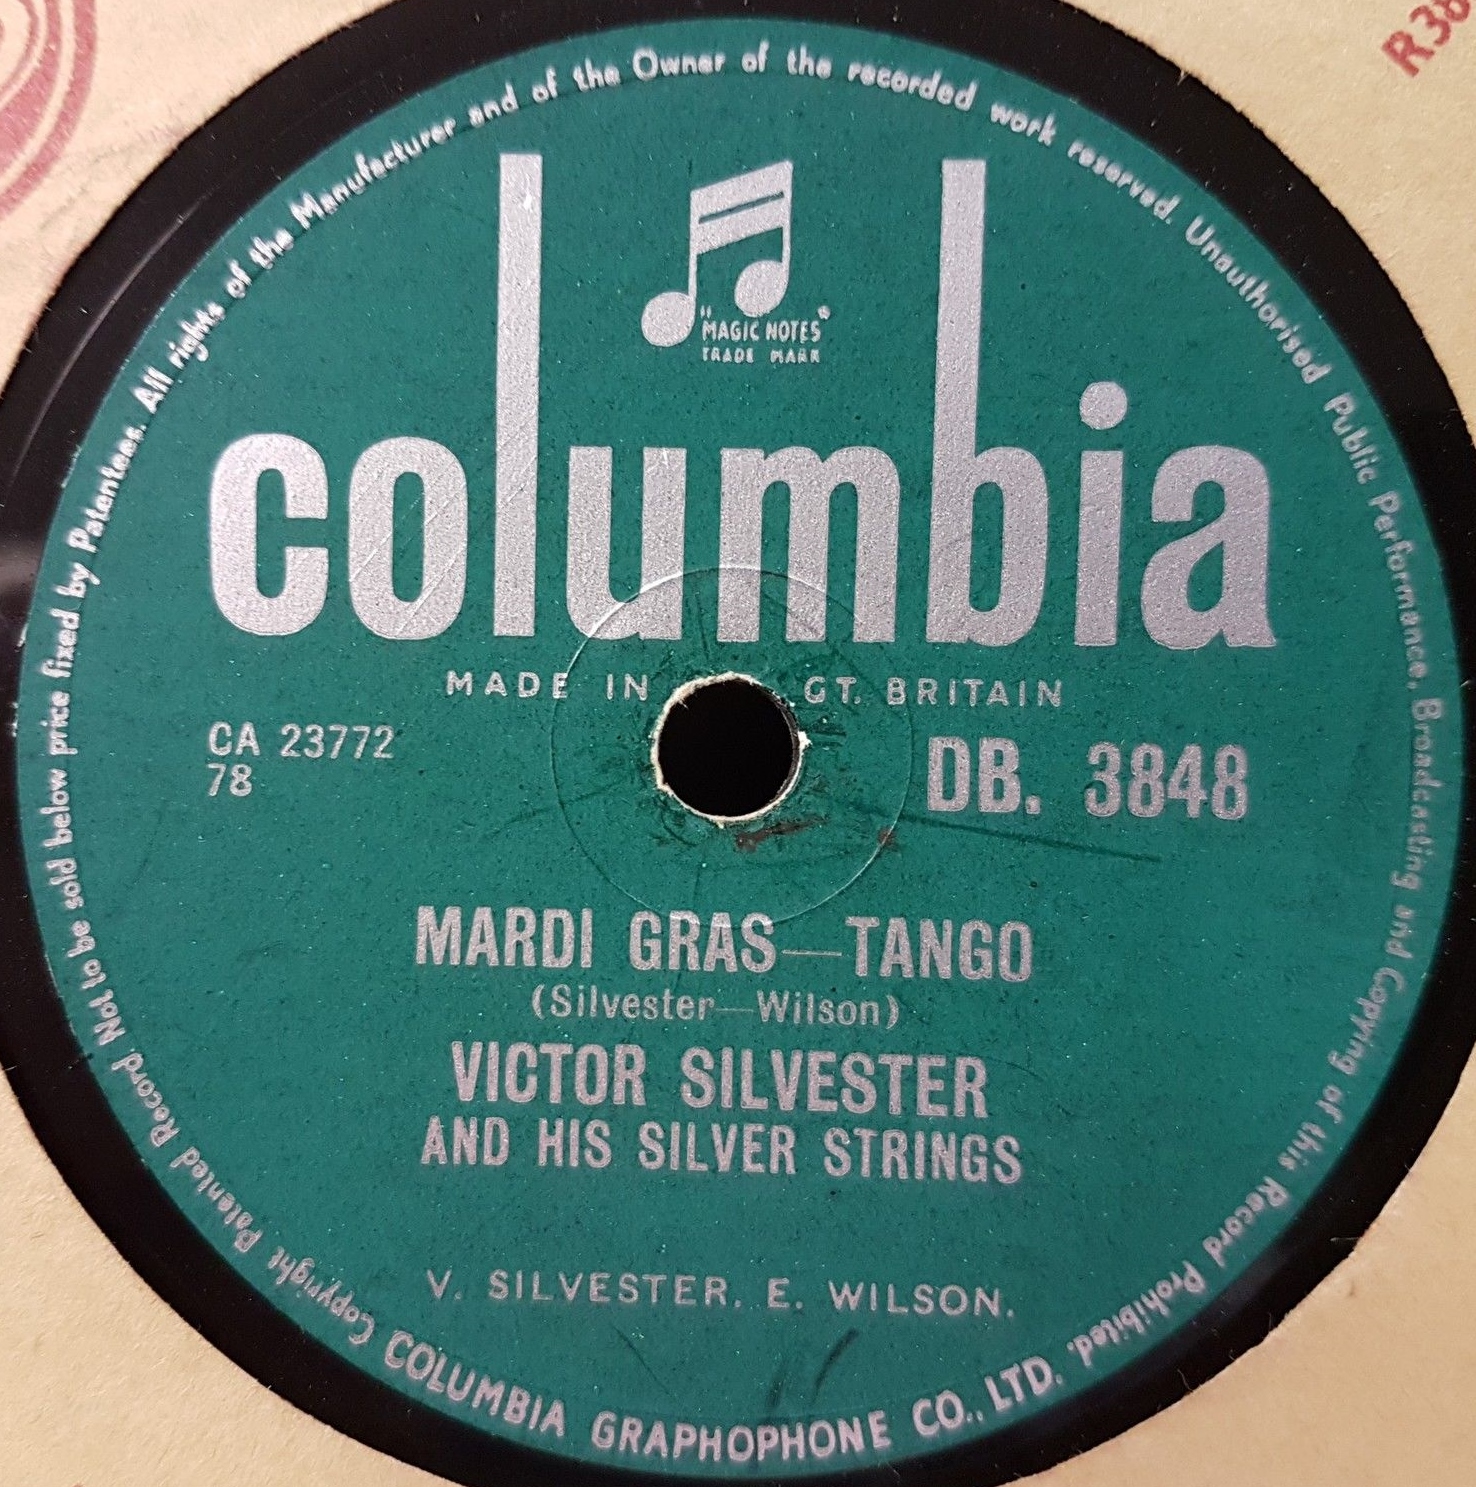 R38
"MAGIC NOTES"
TRADE MARK
columbia
MADE IN GT. BRITAIN
CA 23772
78
DB. 3848
MARDI GRAS—TANGO
(Silvester—Wilson)
VICTOR SILVESTER
AND HIS SILVER STRINGS
V. SILVESTER. E. WILSON.
COLUMBIA GRAPHOPHONE CO., LTD.
Copyright Patented Record Not to be sold below price fixed by Patentees. All rights of the Manufacturer and of the Owner of the recorded work reserved. Unauthorised Public Performance, Broadcasting and Copying of this Record Prohibited.